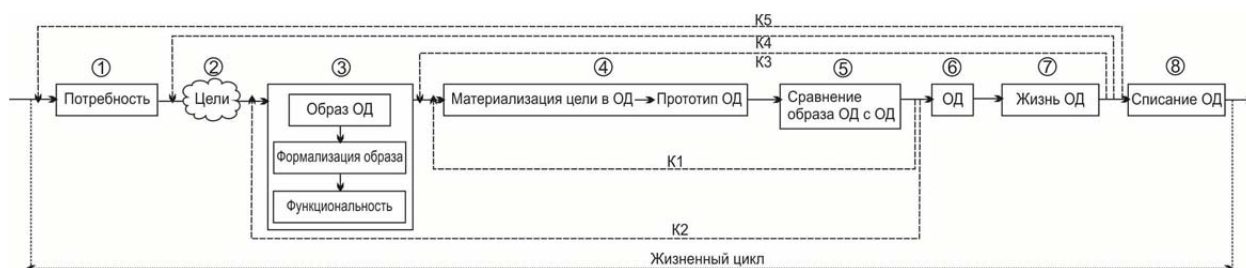 К5
К4
К3
① ② ③ ④ ⑤ ⑥ ⑦ ⑧
Потребность
Цели
Образ ОД
Формализация образа
Функциональность
Материализация цели в ОД
Прототип ОД
Сравнение
образа ОД с ОД
ОД
Жизнь ОД
Списание ОД
К1
К2
Жизненный цикл